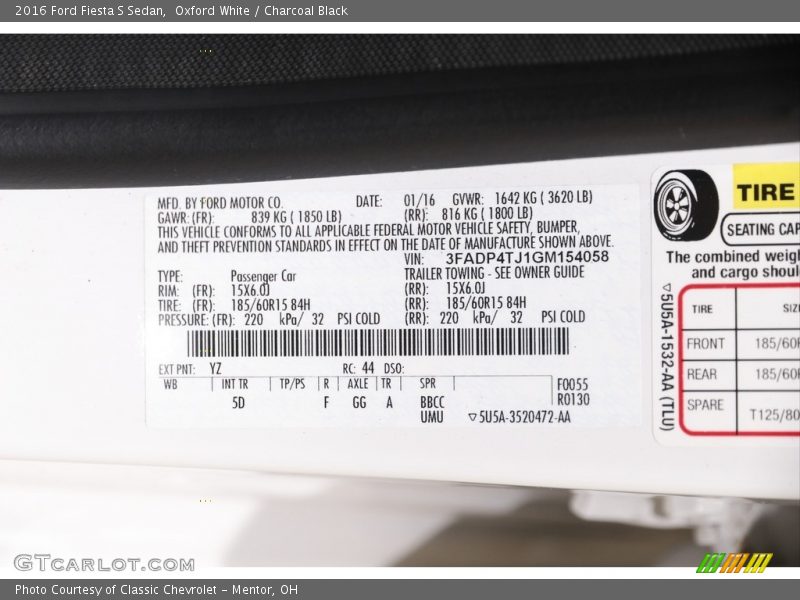 2016 Ford Fiesta S Sedan,  Oxford White / Charcoal Black
MFD. BY FORD MOTOR CO. DATE: 01/16 GVWR: 1642 KG ( 3620 LB)
GAWR: (FR): 839 KG ( 1850 LB) (RR): 816 KG ( 1800 LB)
THIS VEHICLE CONFORMS TO ALL APPLICABLE FEDERAL MOTOR VEHICLE SAFETY, BUMPER,
AND THEFT PREVENTION STANDARDS IN EFFECT ON THE DATE OF MANUFACTURE SHOWN ABOVE.
VIN: 3FADP4TJ1GM154058
TYPE: Passenger Car TRAILER TOWING - SEE OWNER GUIDE
RIM: (FR): 15X6.0J (RR): 15X6.0J
TIRE: (FR): 185/60R15 84H (RR): 185/60R15 84H
PRESSURE: (FR): 220 kPa/ 32 PSI COLD (RR): 220 kPa/ 32 PSI COLD
EXT PNT: YZ RC: 44 DSO:
WB INT TR TP/PS R AXLE TR SPR F0055
5D F GG A BBCC R0130
UMU ▽5U5A-3520472-AA
TIRE
SEATING CAP
The combined weigh
and cargo shoul
▽5U5A-1532-AA (TLU)
TIRE SIZ
FRONT 185/60
REAR 185/60
SPARE T125/80
GTCARLOT.COM
Photo Courtesy of Classic Chevrolet - Mentor, OH